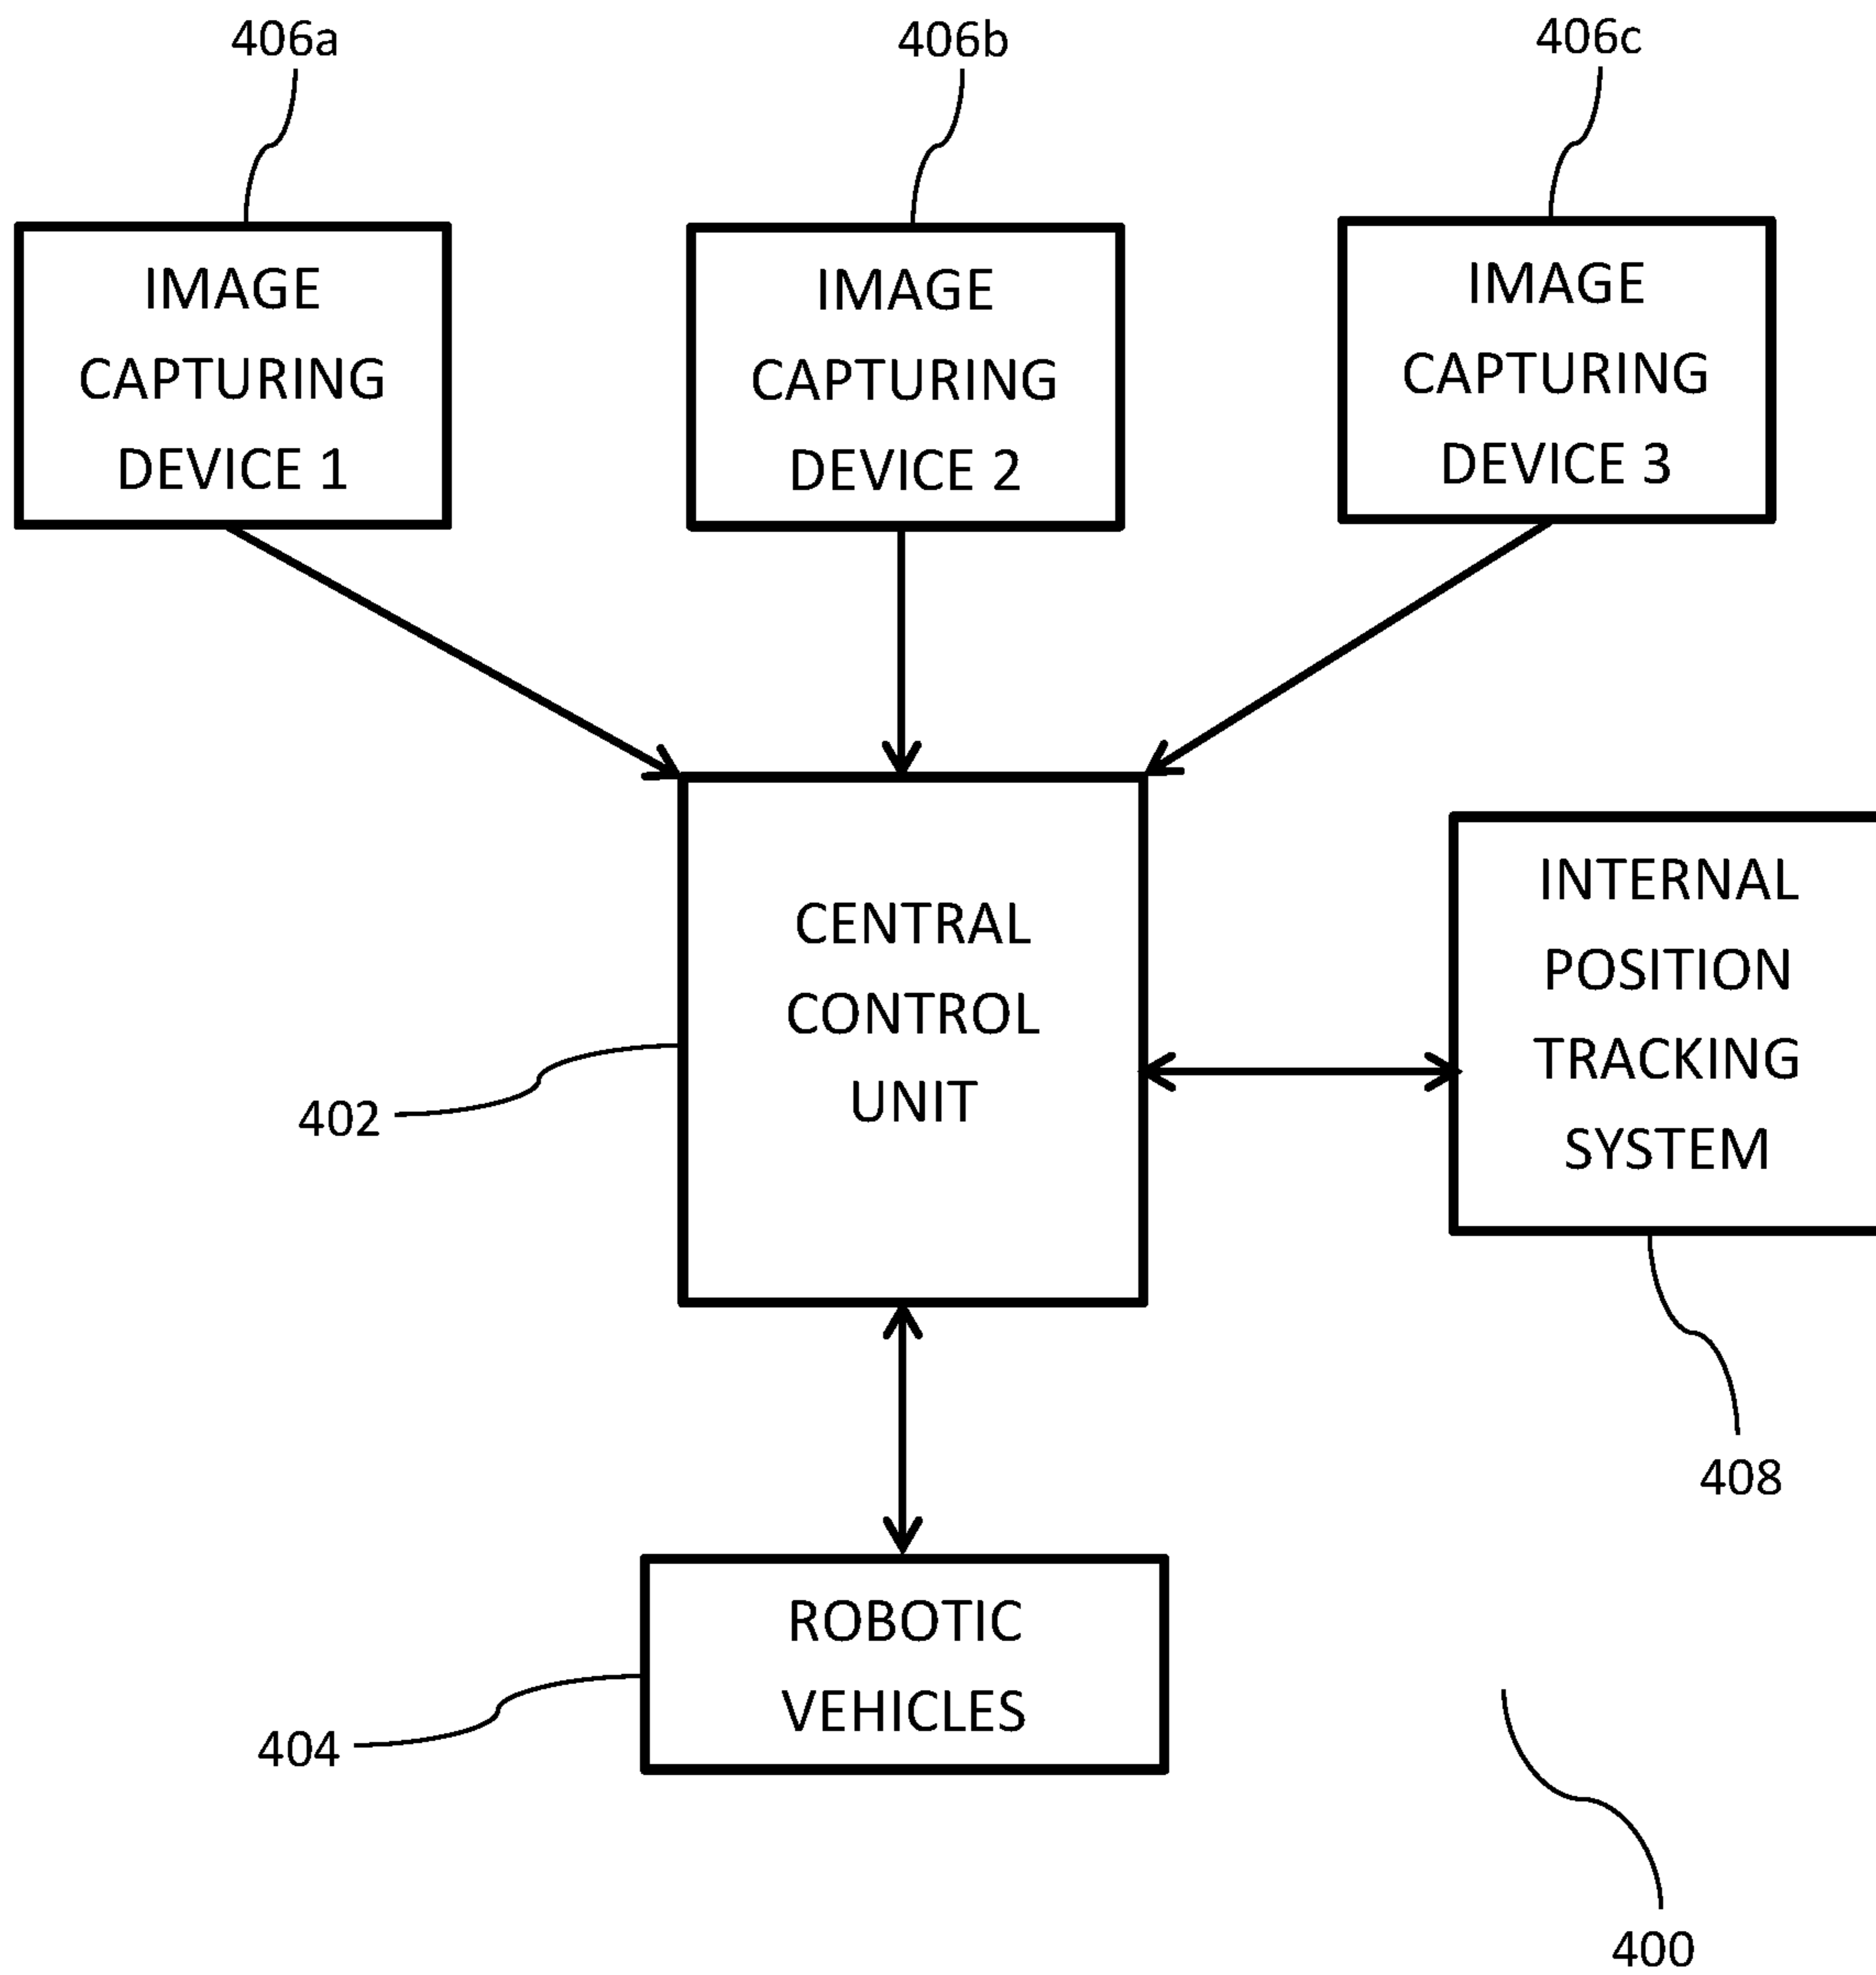 406a
406b
406c
IMAGE
CAPTURING
DEVICE 1
IMAGE
CAPTURING
DEVICE 2
IMAGE
CAPTURING
DEVICE 3
CENTRAL
CONTROL
UNIT
402
INTERNAL
POSITION
TRACKING
SYSTEM
408
ROBOTIC
VEHICLES
404
400